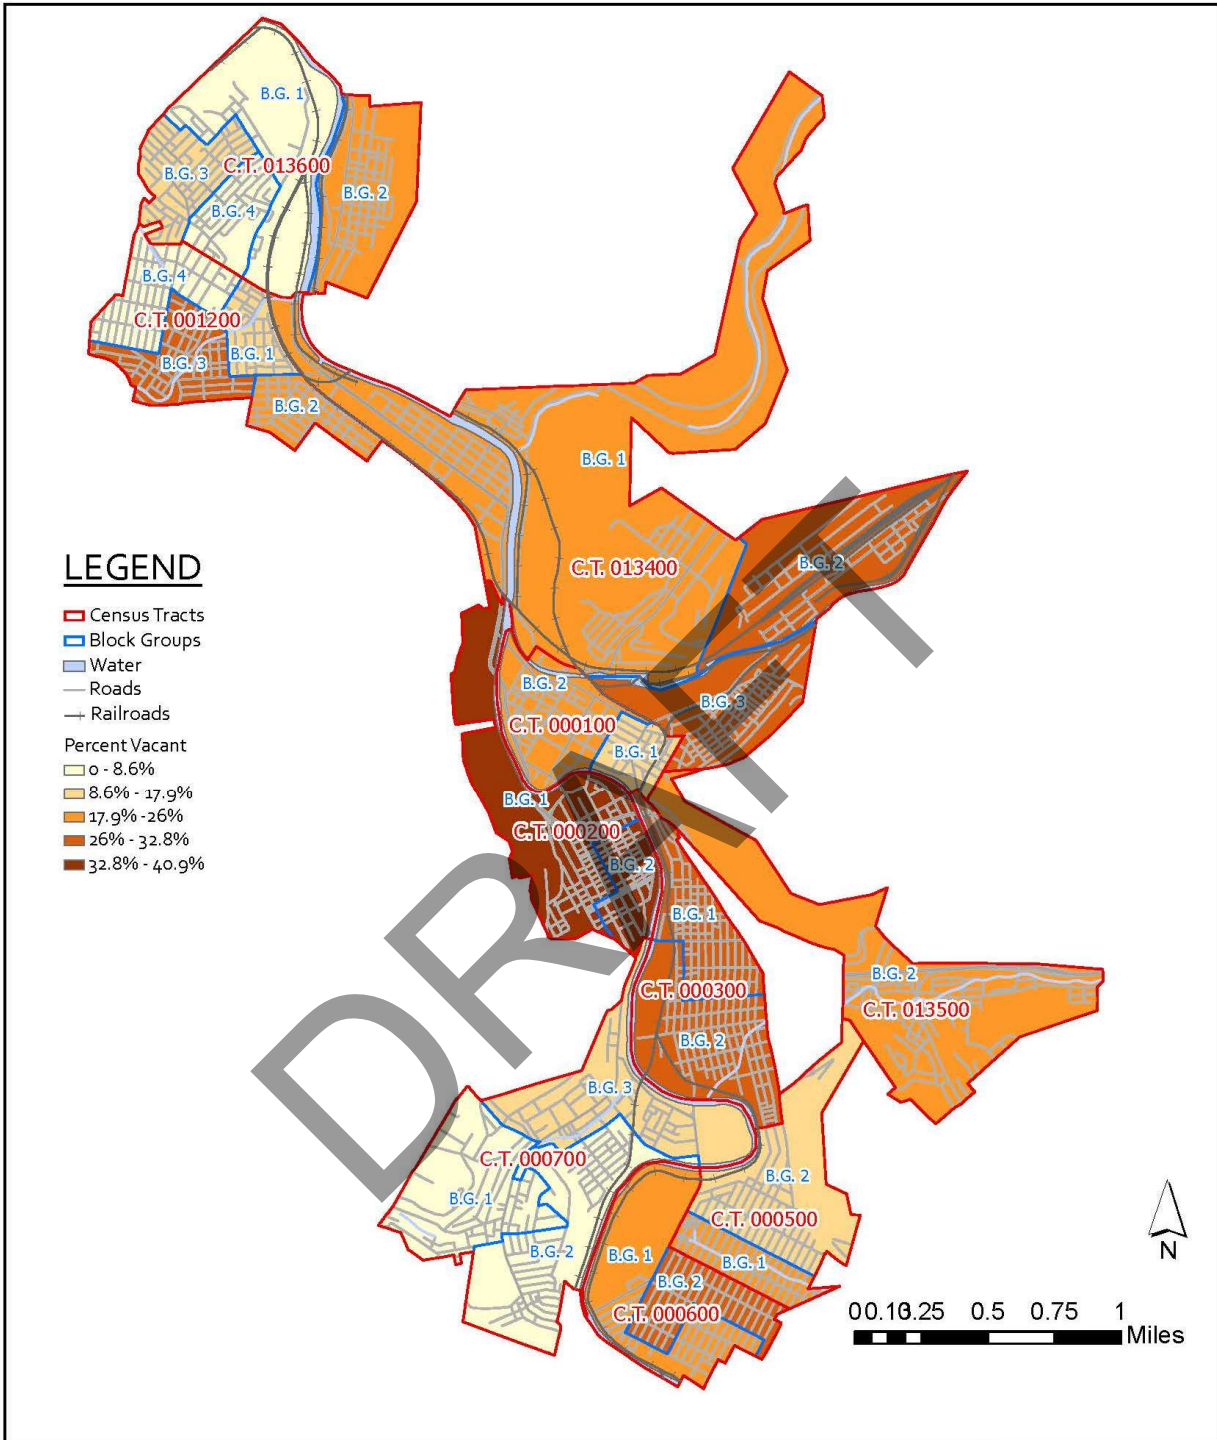 B.G. 1
C.T. 013600
B.G. 3
B.G. 2
B.G. 4
B.G. 4
C.T. 001200
B.G. 1
B.G. 3
B.G. 2
B.G. 1
C.T. 013400
B.G. 2
B.G. 2
B.G. 3
C.T. 000100
B.G. 1
B.G. 1
C.T. 000200
B.G. 2
B.G. 1
B.G. 2
C.T. 000300
C.T. 013500
B.G. 2
B.G. 3
C.T. 000700
B.G. 2
B.G. 1
C.T. 000500
B.G. 2
B.G. 1
B.G. 1
B.G. 2
C.T. 000600
LEGEND
Census Tracts
Block Groups
Water
Roads
Railroads
Percent Vacant
0 - 8.6%
8.6% - 17.9%
17.9% -26%
26% - 32.8%
32.8% - 40.9%
DRAFT
N
0 0.13 0.25 0.5 0.75 1
Miles